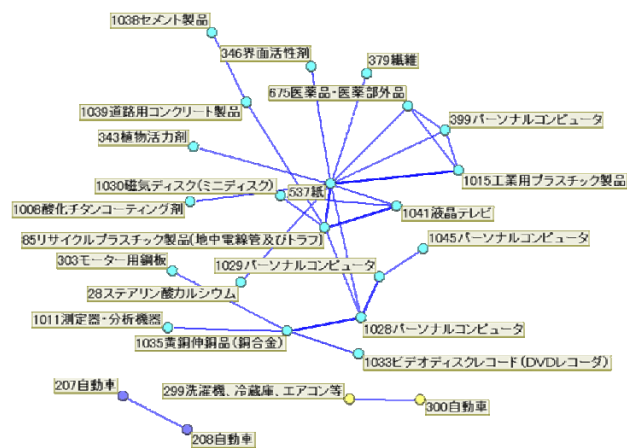 1038セメント製品
346界面活性剤
379繊維
675医薬品・医薬部外品
1039道路用コンクリート製品
399パーソナルコンピュータ
343植物活力剤
1015工業用プラスチック製品
1030磁気ディスク(ミニディスク)
537紙
1008酸化チタンコーティング剤
1041液晶テレビ
85リサイクルプラスチック製品(地中電線管及びトラフ)
1045パーソナルコンピュータ
303モーター用鋼板
1029パーソナルコンピュータ
28ステアリン酸カルシウム
1011測定器・分析機器
1028パーソナルコンピュータ
1035黄銅伸銅品(銅合金)
1033ビデオディスクレコード(DVDレコーダ)
207自動車
299洗濯機、冷蔵庫、エアコン等
300自動車
208自動車